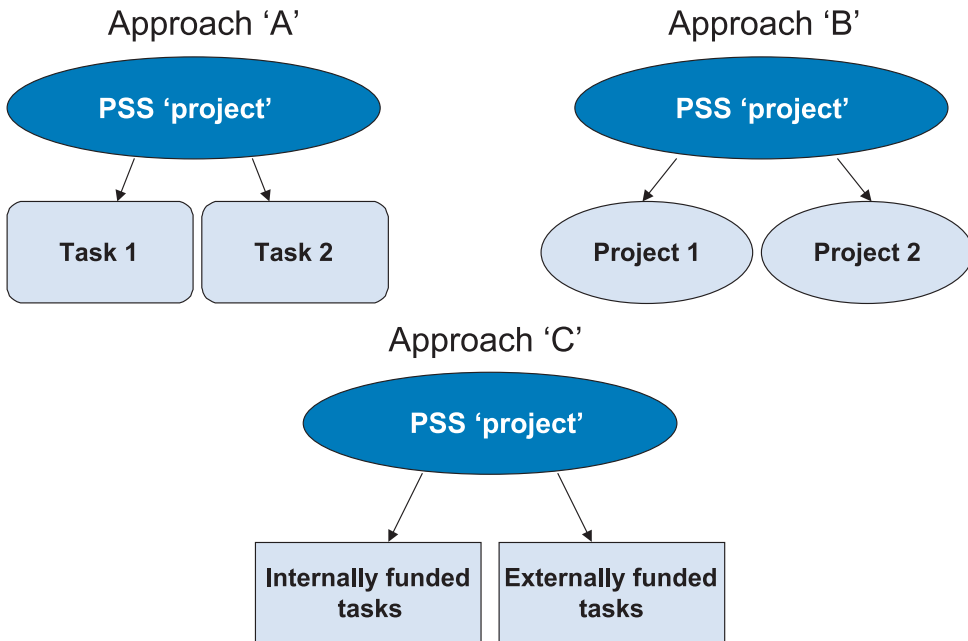 Approach ‘A’
Approach ‘B’
PSS ‘project’
PSS ‘project’
Task 1
Task 2
Project 1
Project 2
Approach ‘C’
PSS ‘project’
Internally funded
tasks
Externally funded
tasks